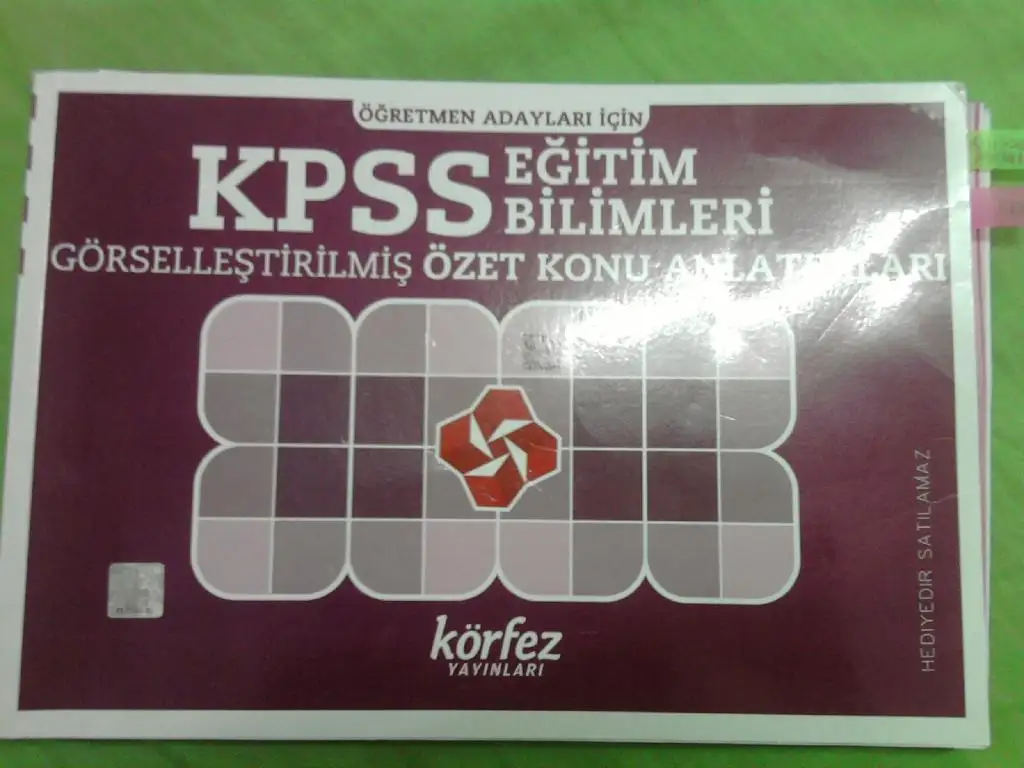 ÖĞRETMEN ADAYLARI İÇİN
KPSS EĞİTİM
BİLİMLERİ
GÖRSELLEŞTİRİLMİŞ ÖZET KONU ANLATIMLARI
körfez
YAYINLARI
HEDİYEDİR SATILAMAZ